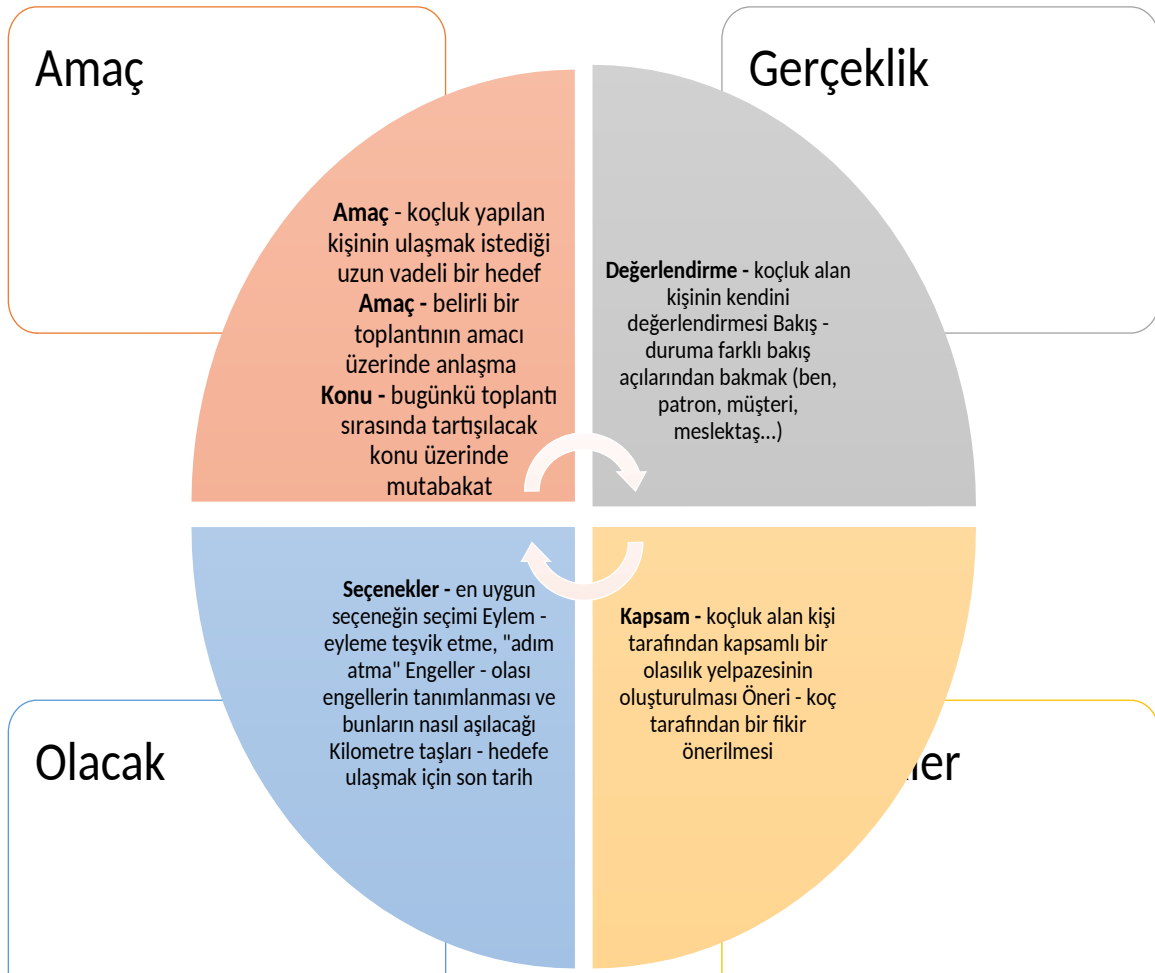 Amaç
Gerçeklik
Amaç - koçluk yapılan
kişinin ulaşmak istediği
uzun vadeli bir hedef
Amaç - belirli bir
toplantının amacı
üzerinde anlaşma
Konu - bugünkü toplantı
sırasında tartışılacak
konu üzerinde
mutabakat
Değerlendirme - koçluk alan
kişinin kendini
değerlendirmesi Bakış -
duruma farklı bakış
açılarından bakmak (ben,
patron, müşteri,
meslektaş...)
Seçenekler - en uygun
seçeneğin seçimi Eylem -
eyleme teşvik etme, "adım
atma" Engeller - olası
engellerin tanımlanması ve
bunların nasıl aşılacağı
Kilometre taşları - hedefe
ulaşmak için son tarih
Kapsam - koçluk alan kişi
tarafından kapsamlı bir
olasılık yelpazesinin
oluşturulması Öneri - koç
tarafından bir fikir
önerilmesi
Olacak